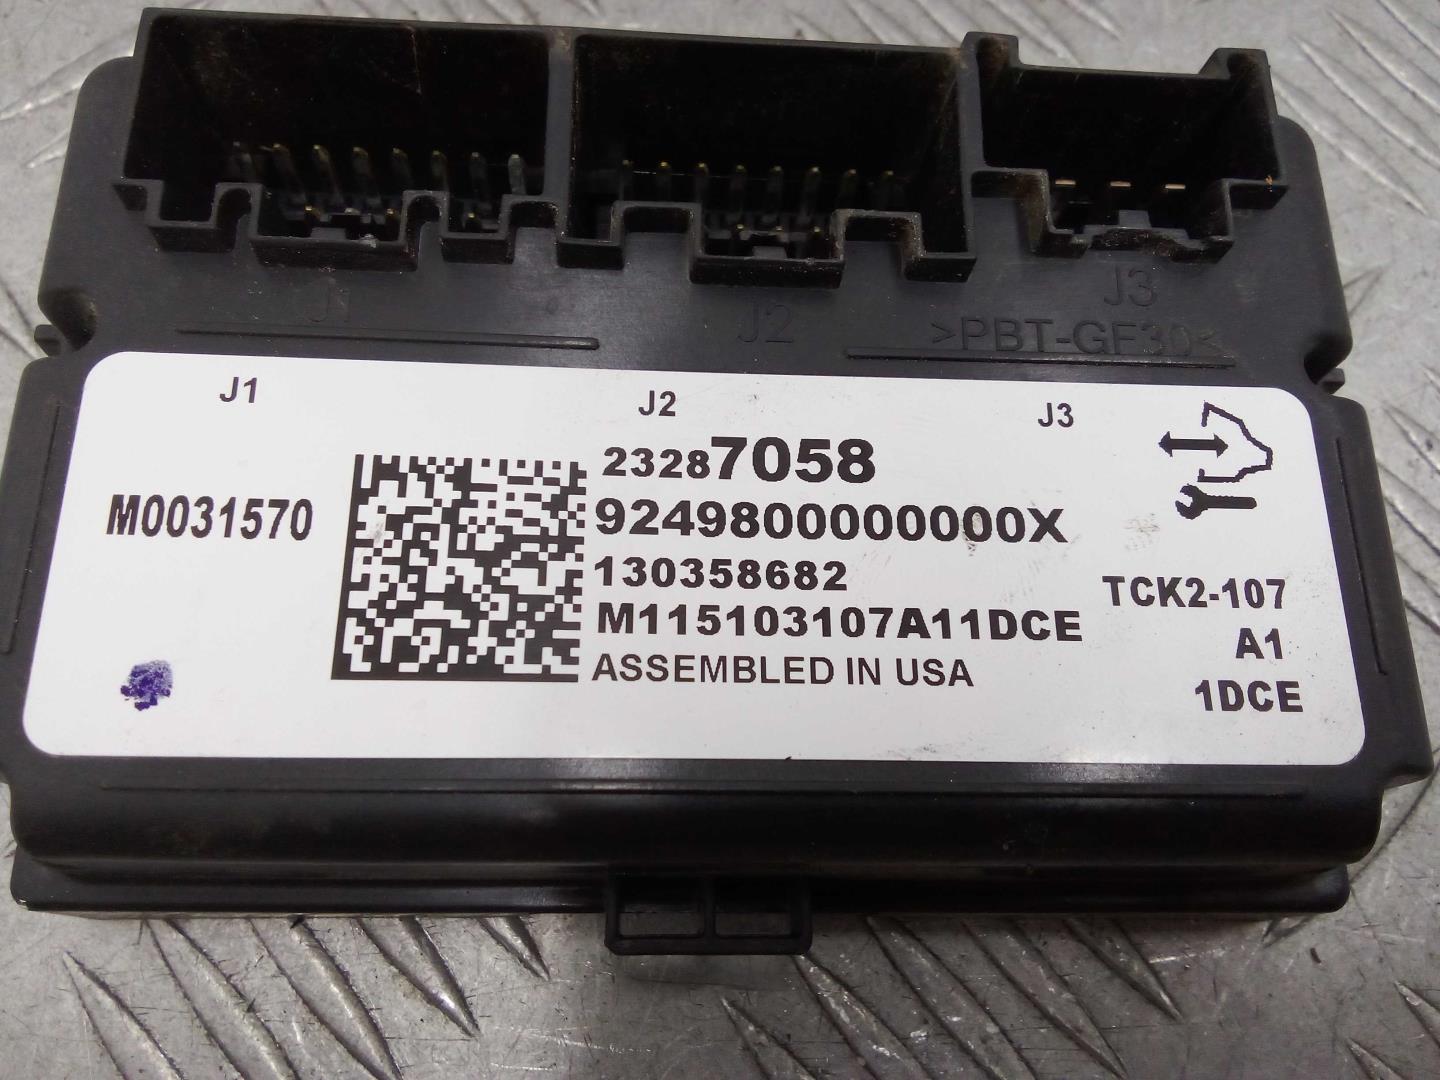 J1
J2
J3
>PBT-GF30<
J1
J2
J3
23287058
M0031570
9249800000000X
130358682
TCK2-107
M115103107A11DCE
A1
ASSEMBLED IN USA
1DCE